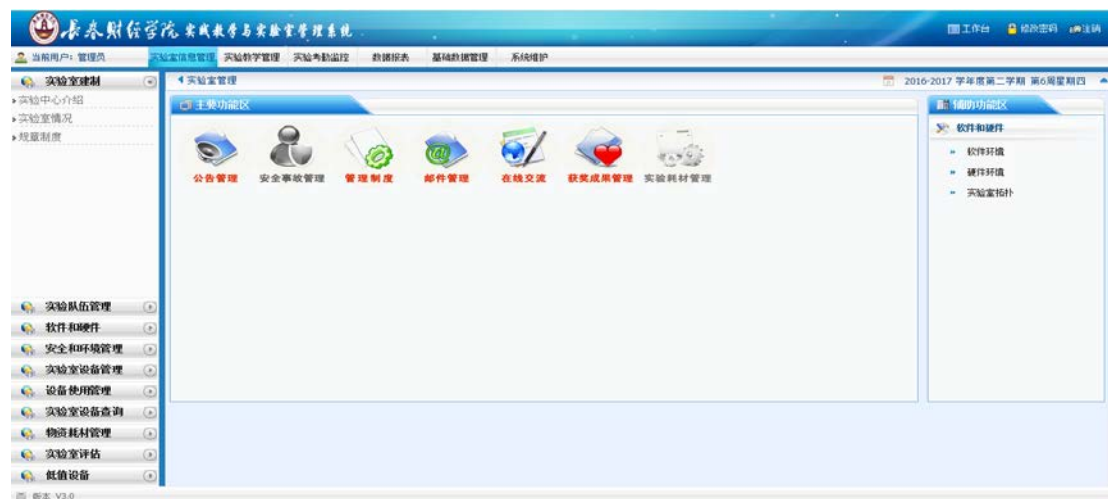 长春财经学院 实践教学与实验室管理系统
工作台 修改密码 注销
当前用户：管理员 实验室信息管理 实验教学管理 实验考勤监控 数据报表 基础数据管理 系统维护
实验室建制
实验中心介绍
实验室情况
规章制度
实验室管理
2016-2017 学年度第二学期 第6周星期四
主要功能区
公告管理 安全事故管理 管理制度 邮件管理 在线交流 获奖成果管理 实验耗材管理
辅助功能区
软件和硬件
软件环境
硬件环境
实验室拓扑
实验队伍管理
软件和硬件
安全和环境管理
实验室设备管理
设备使用管理
实验室设备查询
物资耗材管理
实验室评估
低值设备
版本 V3.0